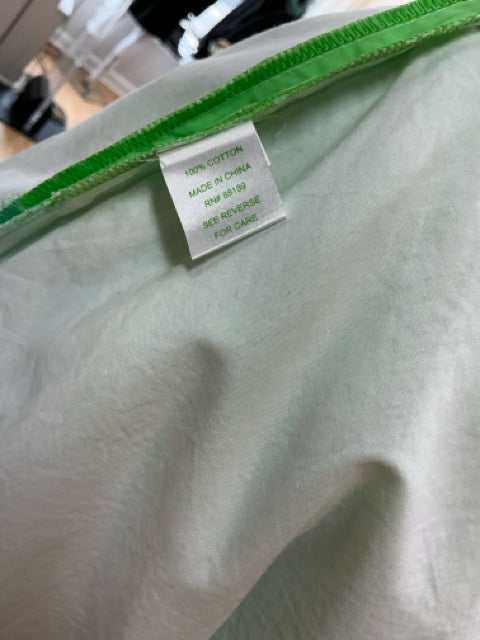 100% COTTON
MADE IN CHINA
RN# 88189
SEE REVERSE
FOR CARE